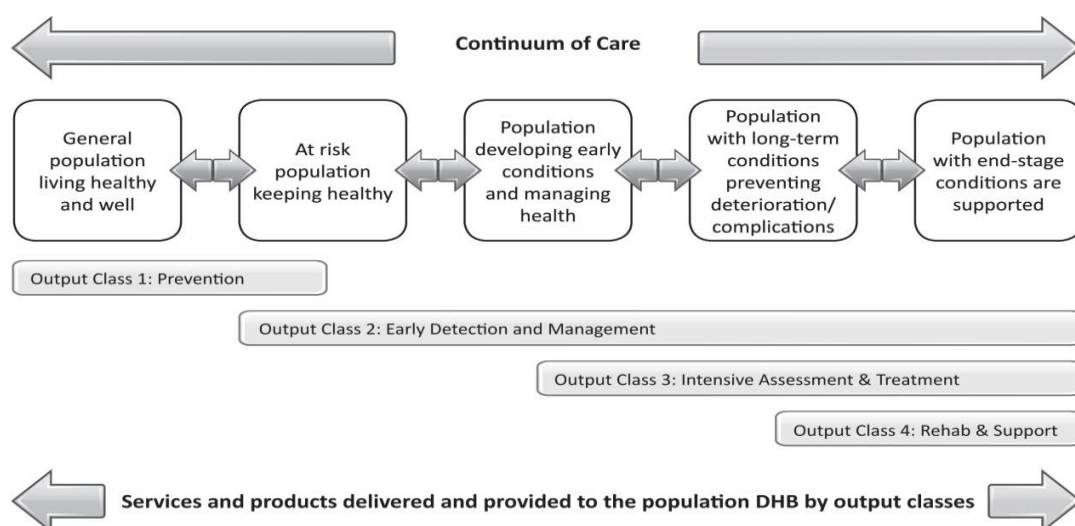 Continuum of Care
General
population
living healthy
and well
At risk
population
keeping healthy
Population
developing early
conditions
and managing
health
Population
with long-term
conditions
preventing
deterioration/
complications
Population
with end-stage
conditions are
supported
Output Class 1: Prevention
Output Class 2: Early Detection and Management
Output Class 3: Intensive Assessment & Treatment
Output Class 4: Rehab & Support
Services and products delivered and provided to the population DHB by output classes